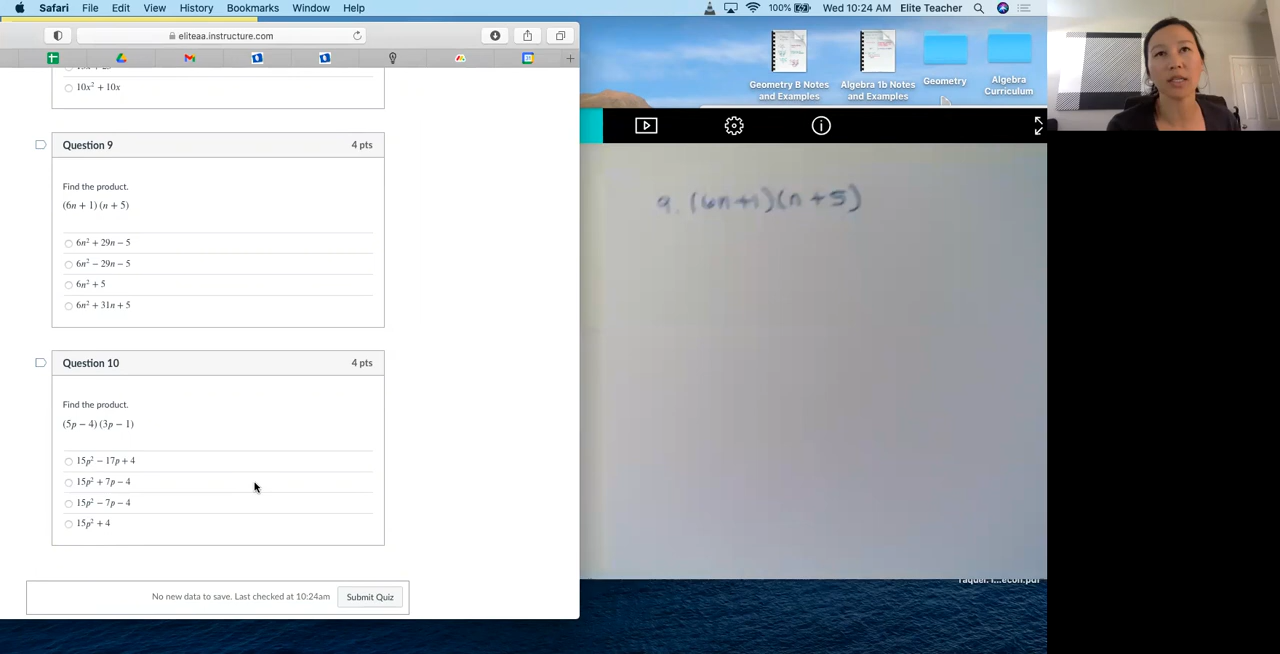 Safari File Edit View History Bookmarks Window Help
100% Wed 10:24 AM Elite Teacher
eliteaa.instructure.com
10x² + 10x
Question 9 4 pts
Find the product.
(6n + 1) (n + 5)
6n² + 29n − 5
6n² − 29n − 5
6n² + 5
6n² + 31n + 5
Question 10 4 pts
Find the product.
(5p − 4) (3p − 1)
15p² − 17p + 4
15p² + 7p − 4
15p² − 7p − 4
15p² + 4
No new data to save. Last checked at 10:24am Submit Quiz
Geometry B Notes and Examples
Algebra 1b Notes and Examples
Geometry
Algebra Curriculum
9. (6n+1)(n+5)